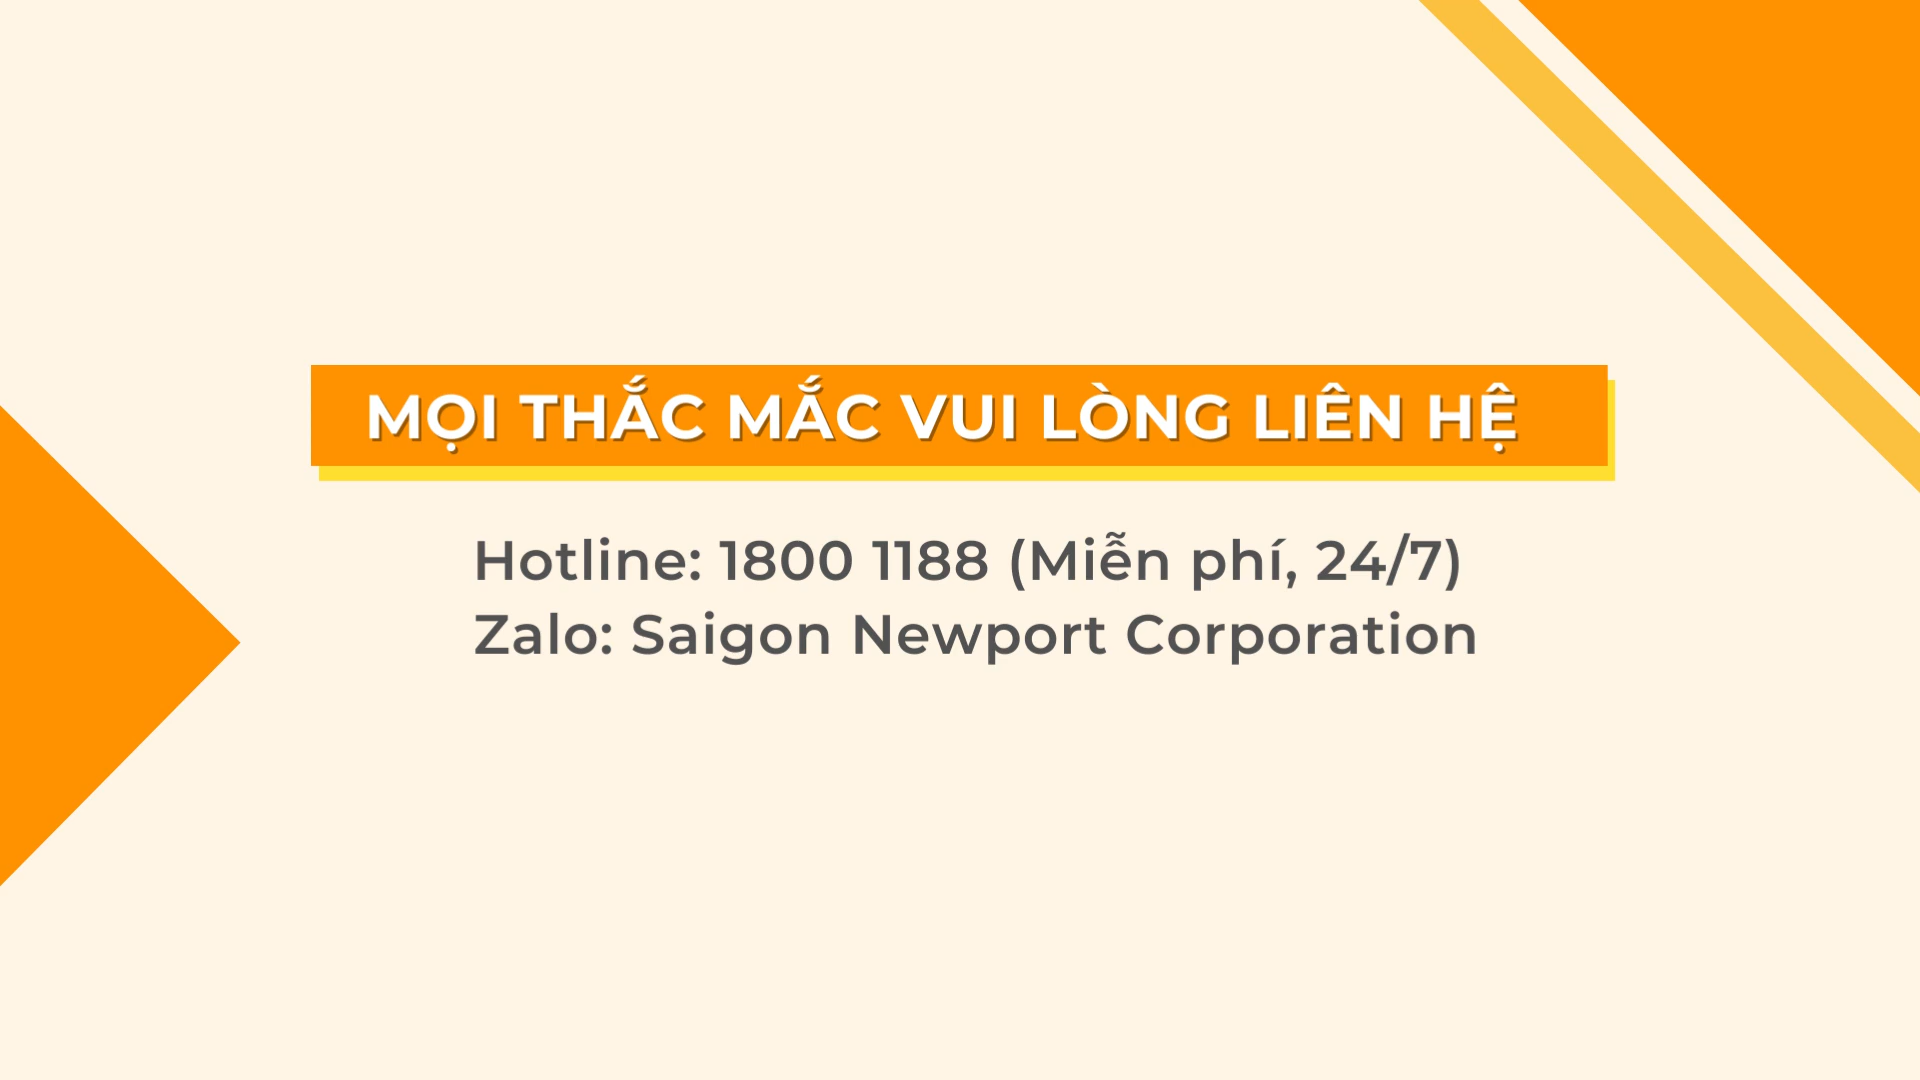 MỌI THẮC MẮC VUI LÒNG LIÊN HỆ
Hotline: 1800 1188 (Miễn phí, 24/7)
Zalo: Saigon Newport Corporation